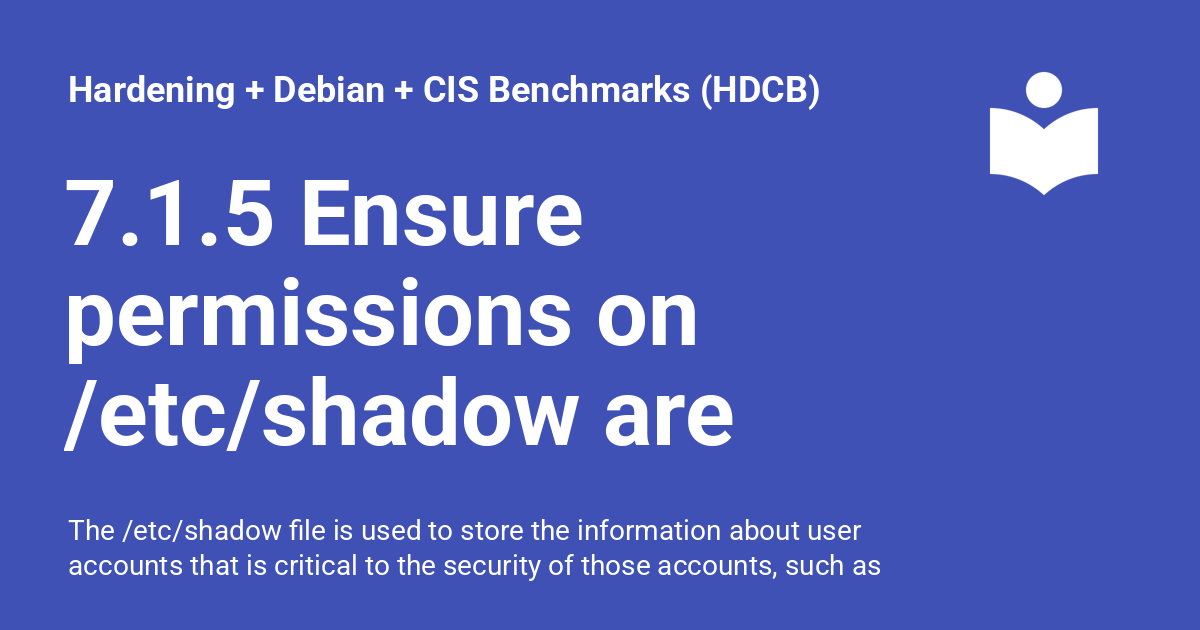 Hardening + Debian + CIS Benchmarks (HDCB)
7.1.5 Ensure
permissions on
/etc/shadow are
The /etc/shadow file is used to store the information about user
accounts that is critical to the security of those accounts, such as